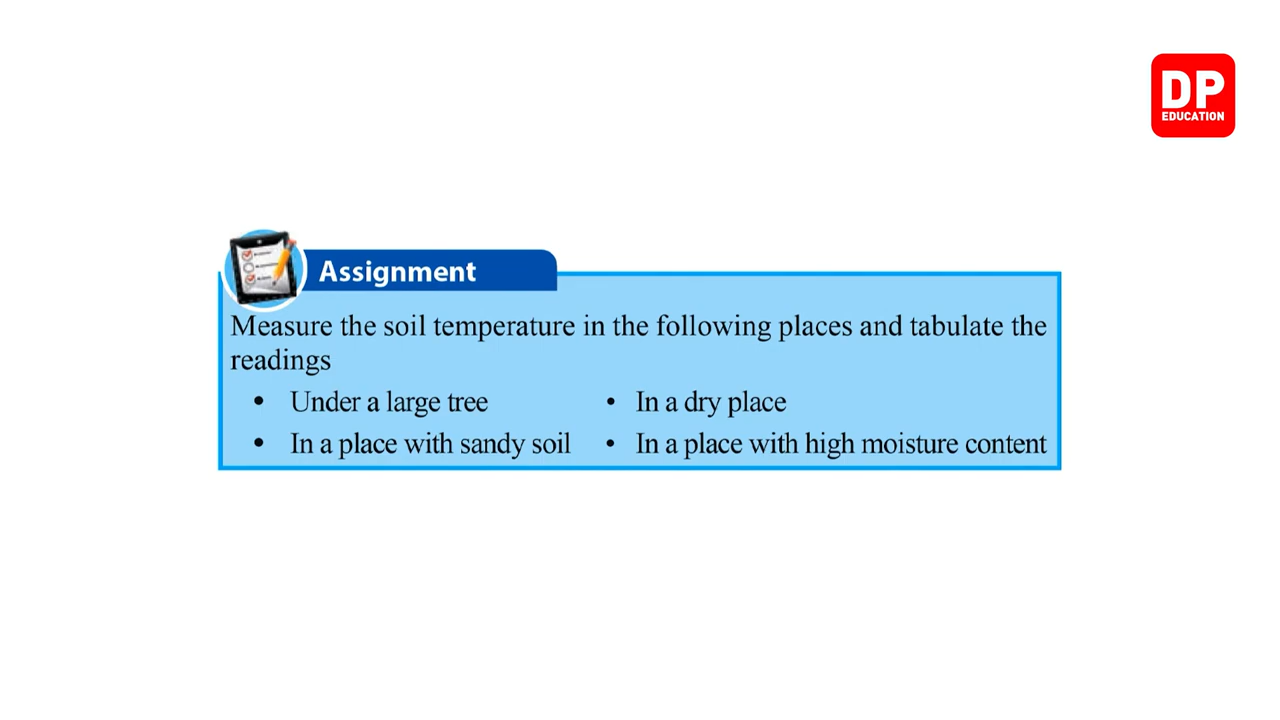 DP
EDUCATION
Assignment
Measure the soil temperature in the following places and tabulate the
readings
• Under a large tree
• In a dry place
• In a place with sandy soil
• In a place with high moisture content